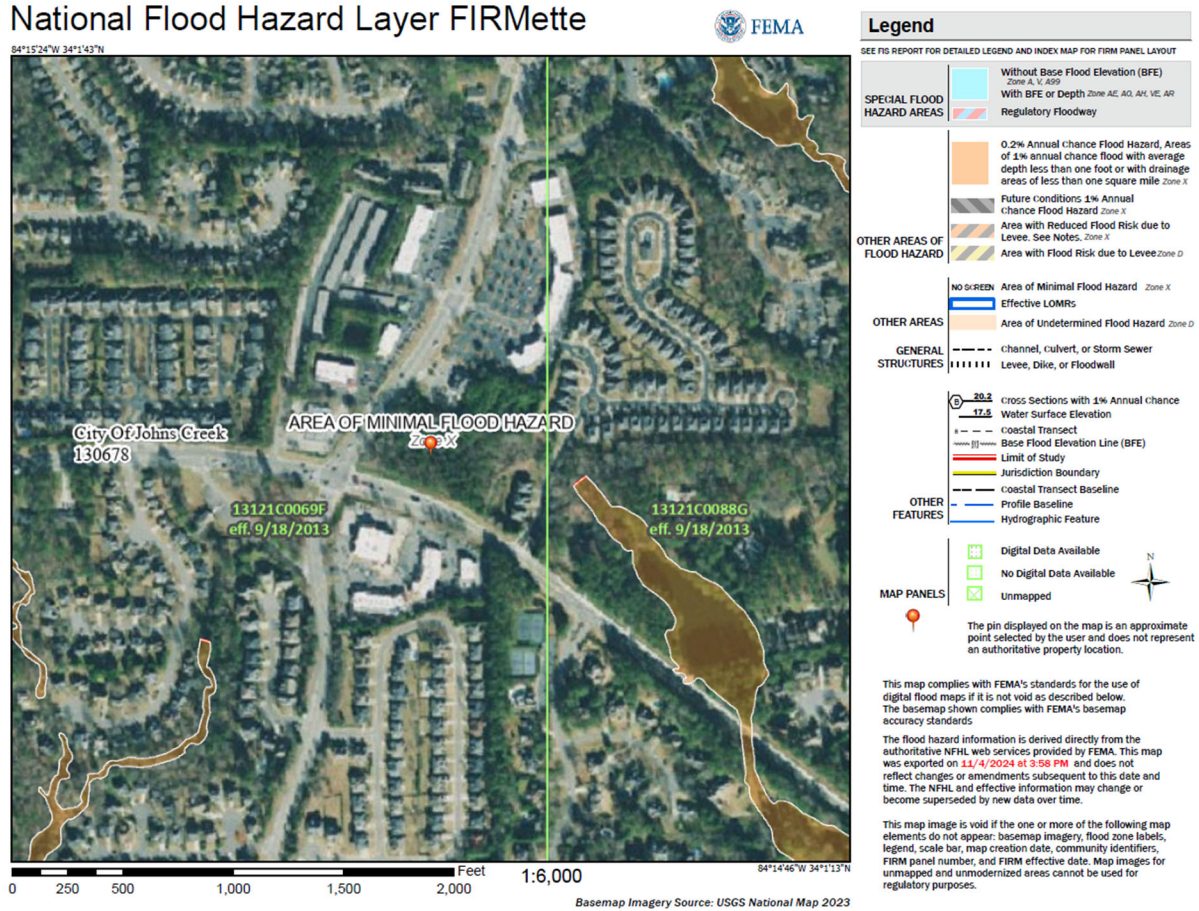 National Flood Hazard Layer FIRMette
FEMA
84°15'24"W 34°1'43"N
AREA OF MINIMAL FLOOD HAZARD
Zone X
City Of Johns Creek
130678
13121C0069F
eff. 9/18/2013
13121C0088G
eff. 9/18/2013
84°14'46"W 34°1'13"N
Feet
0
250
500
1,000
1,500
2,000
1:6,000
Basemap Imagery Source: USGS National Map 2023
Legend
SEE FIS REPORT FOR DETAILED LEGEND AND INDEX MAP FOR FIRM PANEL LAYOUT
SPECIAL FLOOD
HAZARD AREAS
Without Base Flood Elevation (BFE)
Zone A, V, A99
With BFE or Depth Zone AE, AO, AH, VE, AR
Regulatory Floodway
OTHER AREAS OF
FLOOD HAZARD
0.2% Annual Chance Flood Hazard, Areas
of 1% annual chance flood with average
depth less than one foot or with drainage
areas of less than one square mile Zone X
Future Conditions 1% Annual
Chance Flood Hazard Zone X
Area with Reduced Flood Risk due to
Levee. See Notes. Zone X
Area with Flood Risk due to Levee Zone D
OTHER AREAS
NO SCREEN Area of Minimal Flood Hazard Zone X
Effective LOMRs
Area of Undetermined Flood Hazard Zone D
GENERAL
STRUCTURES
Channel, Culvert, or Storm Sewer
Levee, Dike, or Floodwall
OTHER
FEATURES
B 20.2 Cross Sections with 1% Annual Chance
17.5 Water Surface Elevation
8 Coastal Transect
513 Base Flood Elevation Line (BFE)
Limit of Study
Jurisdiction Boundary
Coastal Transect Baseline
Profile Baseline
Hydrographic Feature
MAP PANELS
Digital Data Available
No Digital Data Available
Unmapped
N
The pin displayed on the map is an approximate
point selected by the user and does not represent
an authoritative property location.
This map complies with FEMA's standards for the use of
digital flood maps if it is not void as described below.
The basemap shown complies with FEMA's basemap
accuracy standards
The flood hazard information is derived directly from the
authoritative NFHL web services provided by FEMA. This map
was exported on 11/4/2024 at 3:58 PM and does not
reflect changes or amendments subsequent to this date and
time. The NFHL and effective information may change or
become superseded by new data over time.
This map image is void if the one or more of the following map
elements do not appear: basemap imagery, flood zone labels,
legend, scale bar, map creation date, community identifiers,
FIRM panel number, and FIRM effective date. Map images for
unmapped and unmodernized areas cannot be used for
regulatory purposes.